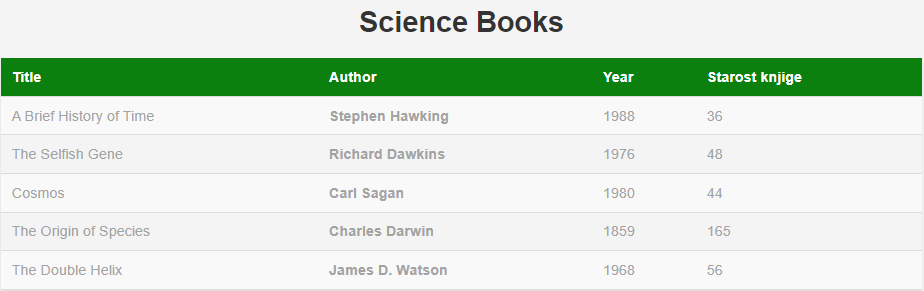 Science Books
Title Author Year Starost knjige
A Brief History of Time Stephen Hawking 1988 36
The Selfish Gene Richard Dawkins 1976 48
Cosmos Carl Sagan 1980 44
The Origin of Species Charles Darwin 1859 165
The Double Helix James D. Watson 1968 56